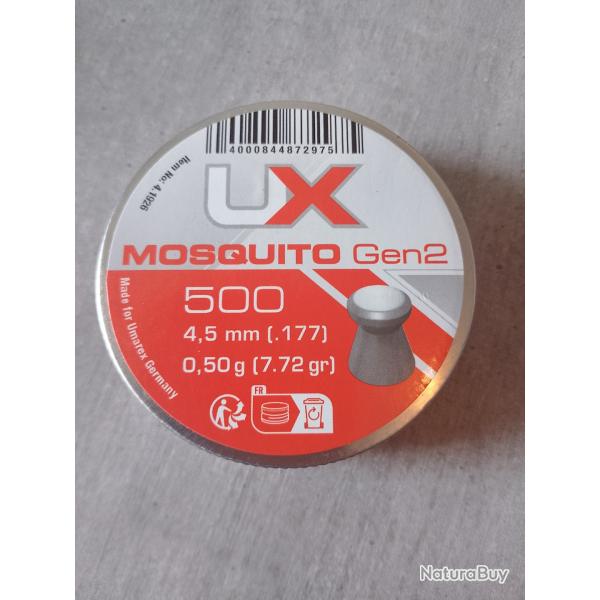 4000844872975
Item No: 4.1926
UX
MOSQUITO Gen2
500
4,5 mm (.177)
0,50g (7.72 gr)
Made for Umarex Germany
FR
NaturaBuy